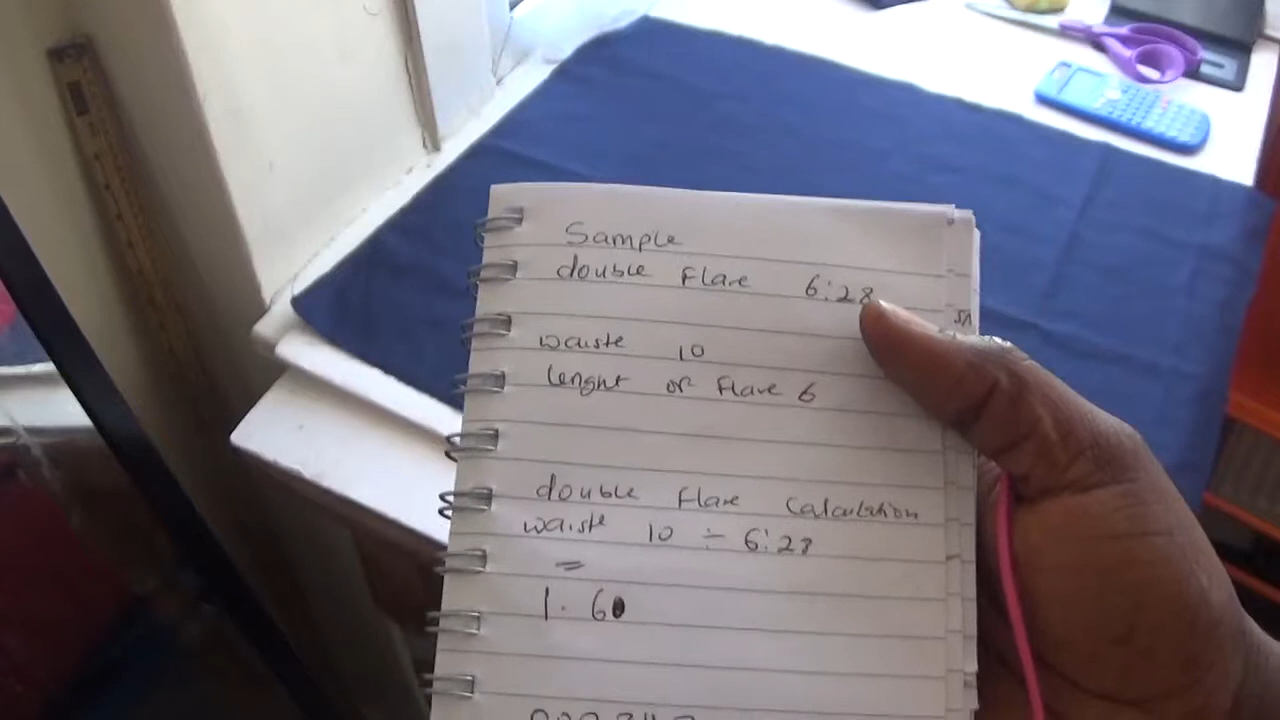 Sample
double flare 6:28
waiste 10
lenght of flare 6
double flare Calculation
waiste 10 ÷ 6:28
=
1.60